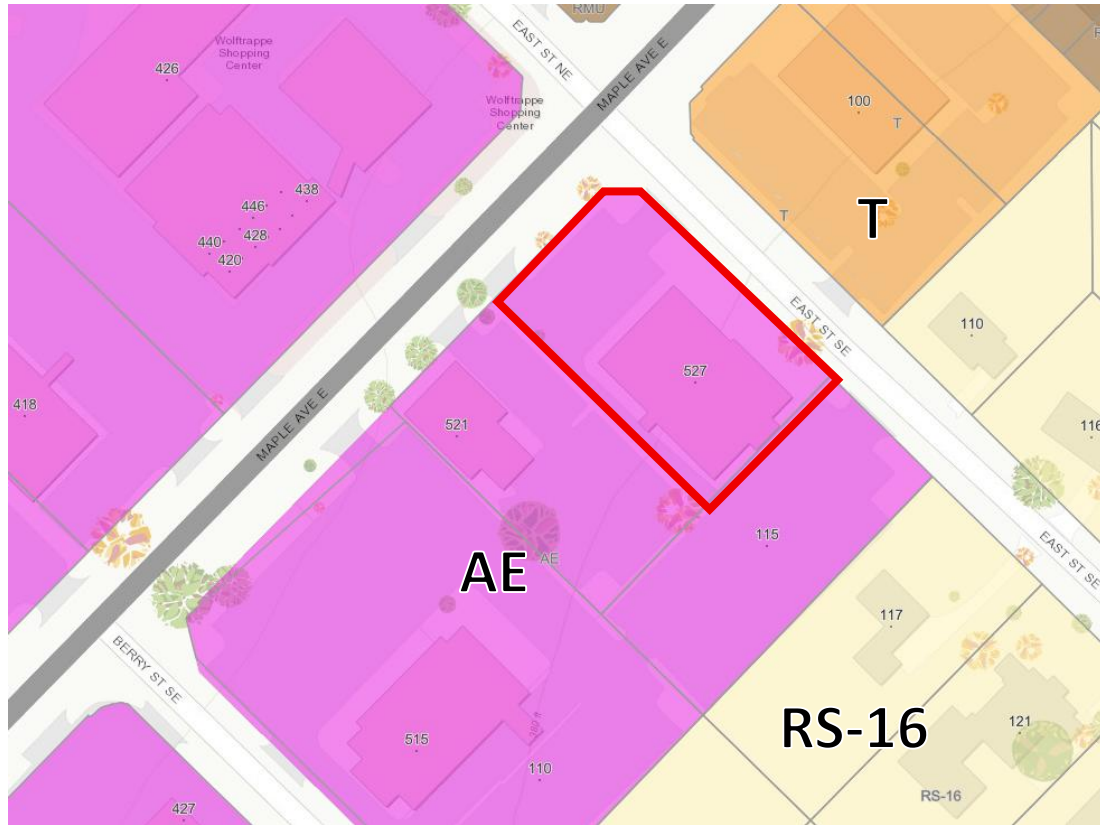 RMU
EAST ST NE
MAPLE AVE E
Wolftrappe
Shopping
Center
426
Wolftrappe
Shopping
Center
100
T
T
T
438
446
428
440
420
EAST ST SE
110
527
418
MAPLE AVE E
521
116
115
AE
AE
EAST ST SE
117
BERRY ST SE
RS-16
121
380 ft
515
110
RS-16
427